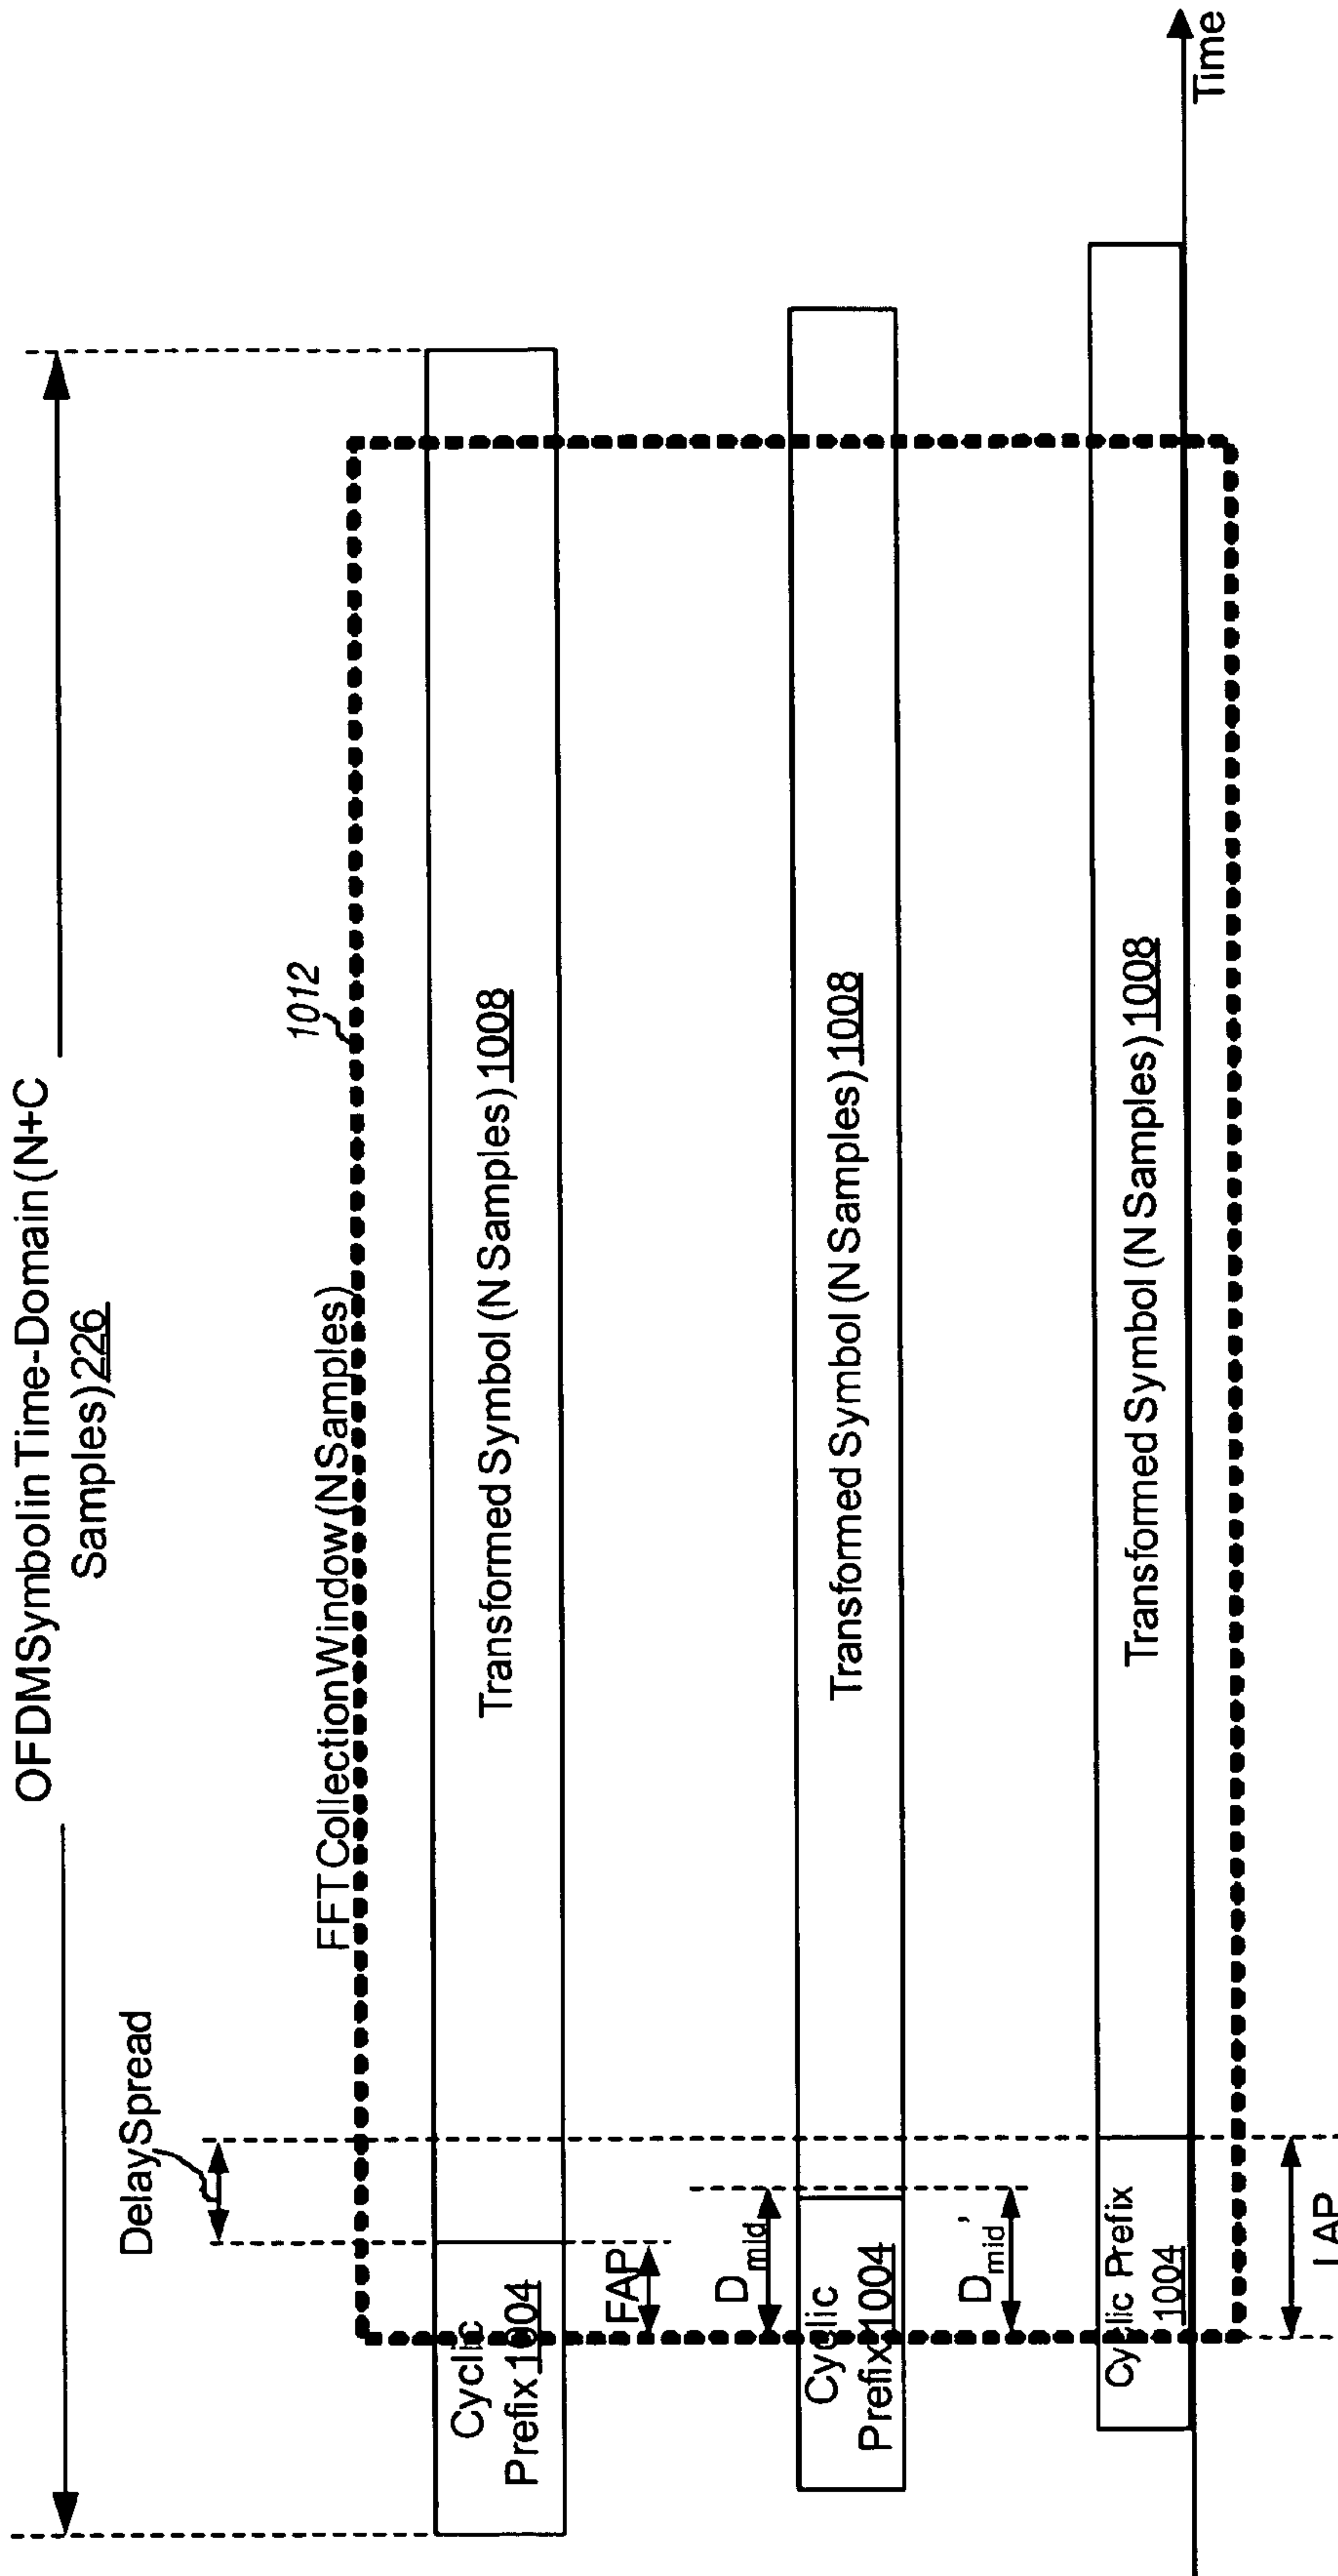 OFDM Symbol in Time-Domain (N+C
Samples) 226
Delay Spread
FFT Collection Window (N Samples)
1012
Cyclic
Prefix 1004
Transformed Symbol (N Samples) 1008
FAP
D mid
Cyclic
Prefix 1004
Transformed Symbol (N Samples) 1008
D mid '
Cyclic Prefix
1004
Transformed Symbol (N Samples) 1008
LAP
Time